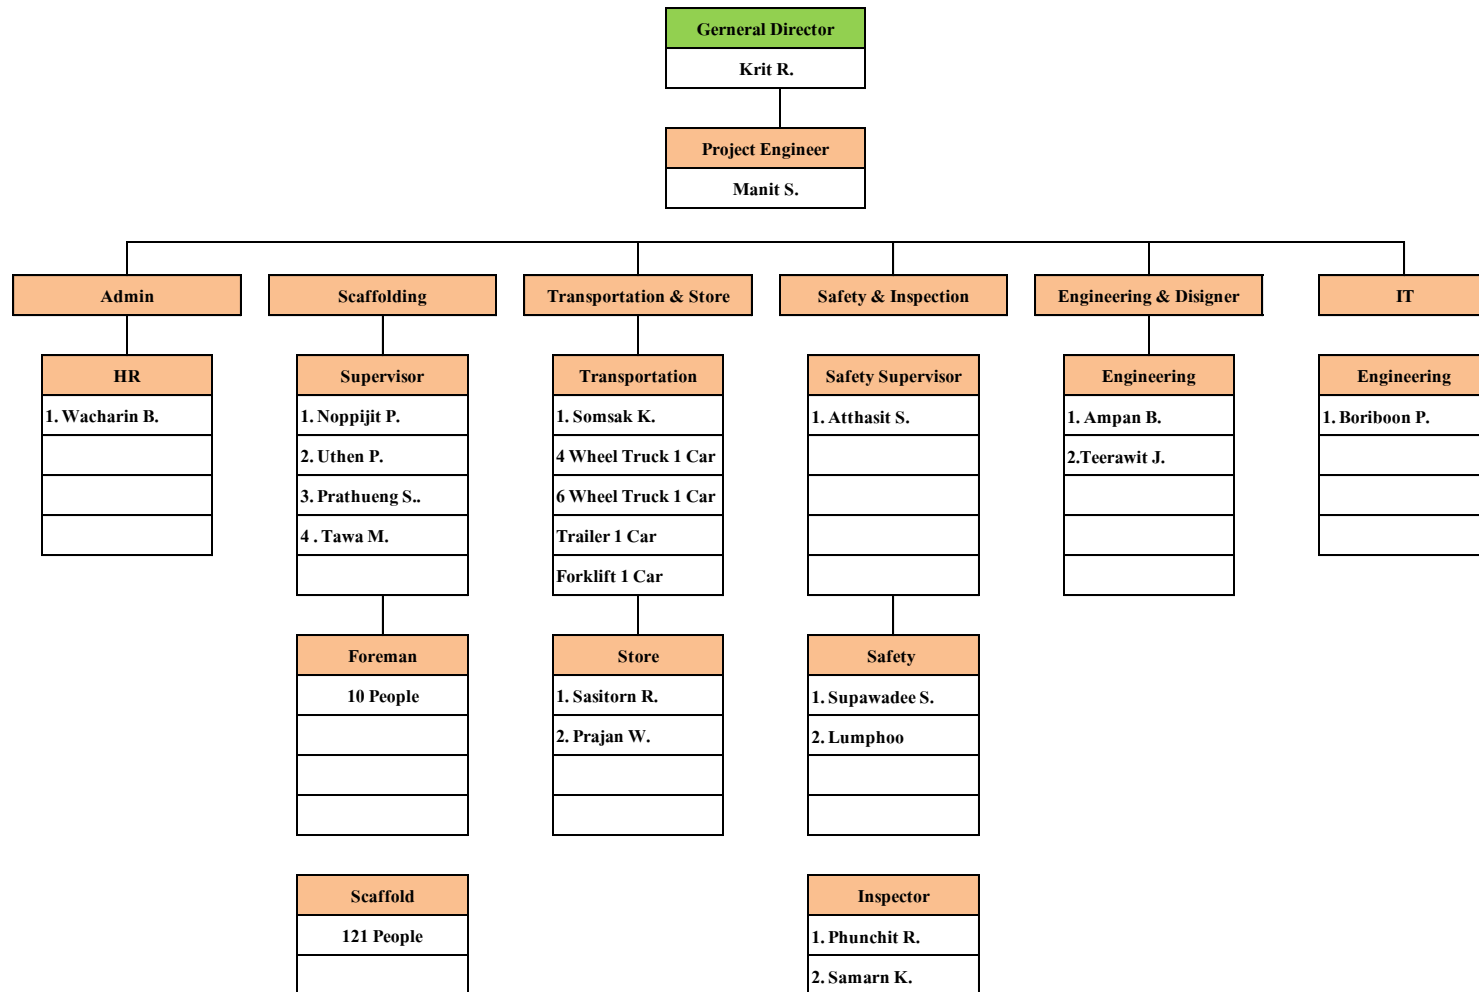 Gerneral Director
Krit R.
Project Engineer
Manit S.
Admin
Scaffolding
Transportation & Store
Safety & Inspection
Engineering & Disigner
IT
HR
1. Wacharin B.
Supervisor
1. Noppijit P.
2. Uthen P.
3. Prathueng S..
4 . Tawa M.
Transportation
1. Somsak K.
4 Wheel Truck 1 Car
6 Wheel Truck 1 Car
Trailer 1 Car
Forklift 1 Car
Safety Supervisor
1. Atthasit S.
Engineering
1. Ampan B.
2.Teerawit J.
Engineering
1. Boriboon P.
Foreman
10 People
Store
1. Sasitorn R.
2. Prajan W.
Safety
1. Supawadee S.
2. Lumphoo
Scaffold
121 People
Inspector
1. Phunchit R.
2. Samarn K.